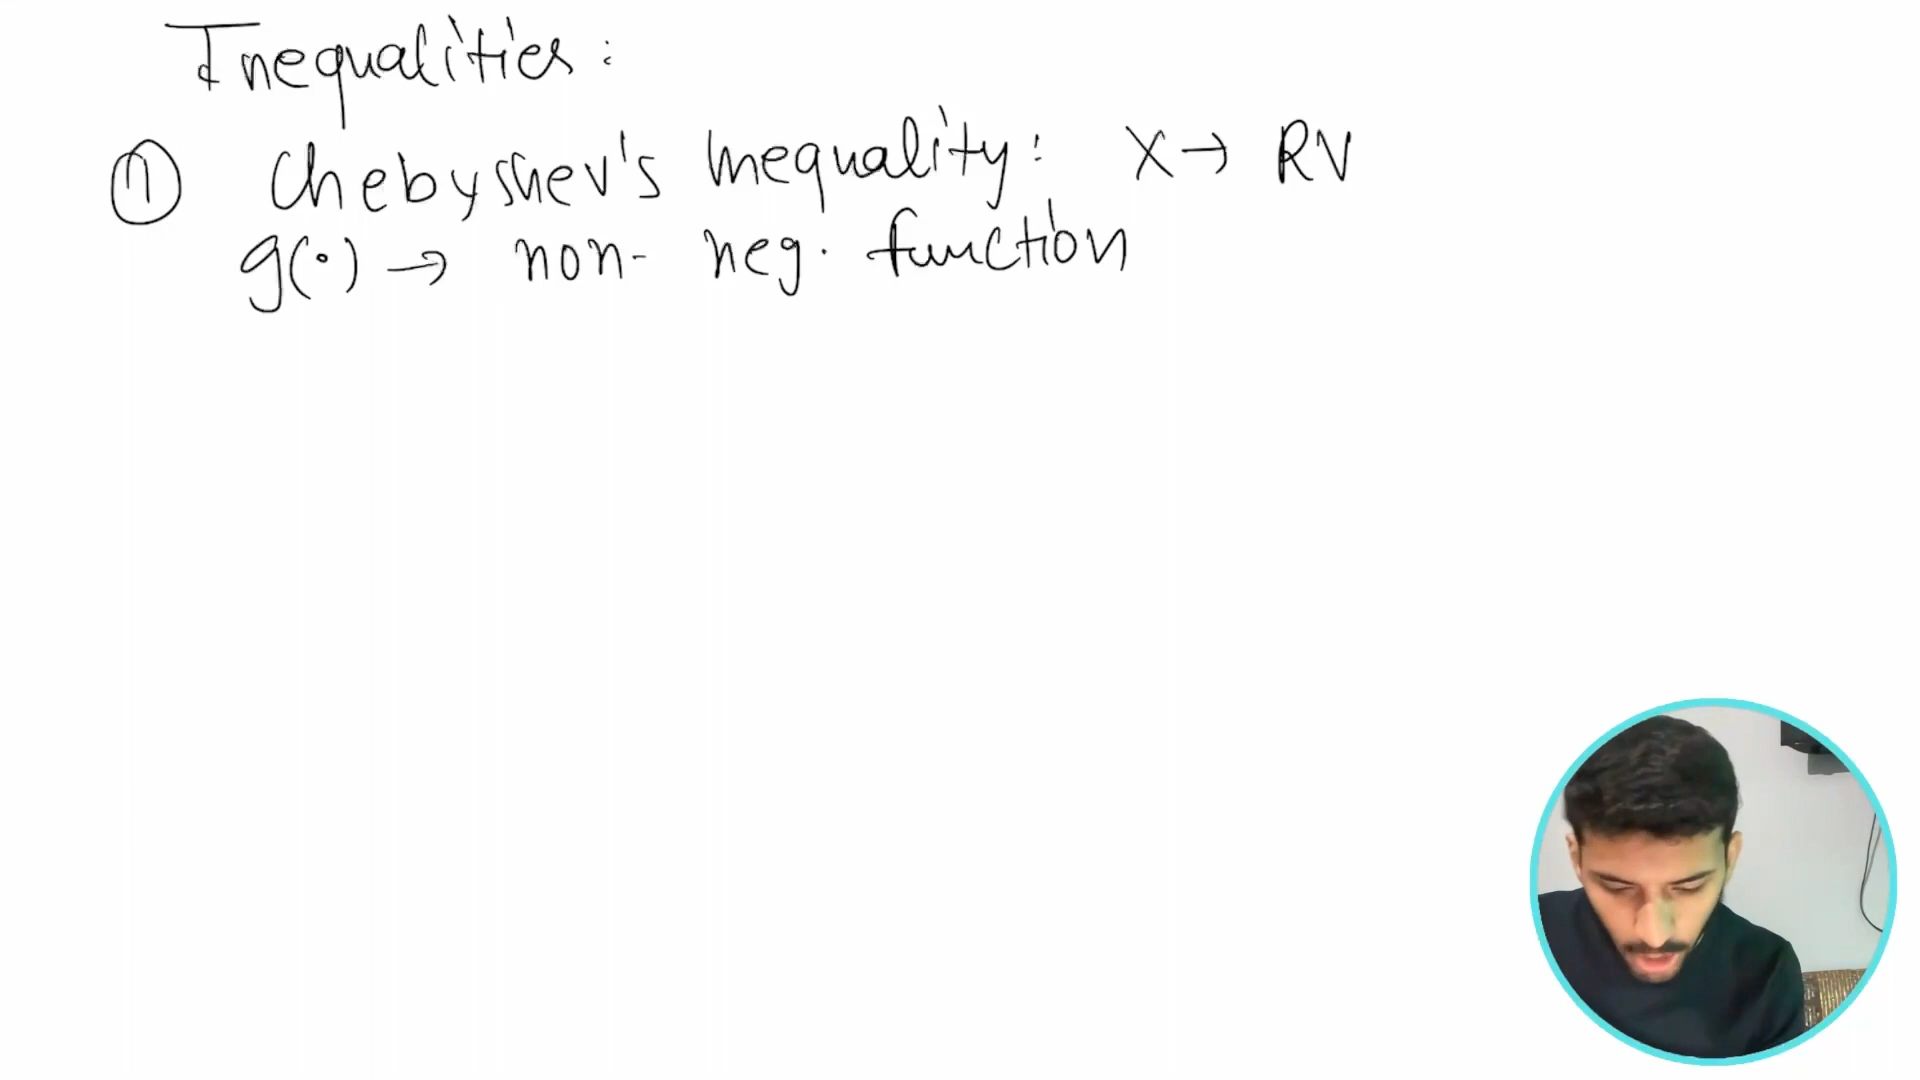 Inequalities:
① Chebyshev's Inequality: X → RV
g(·) → non- neg. function